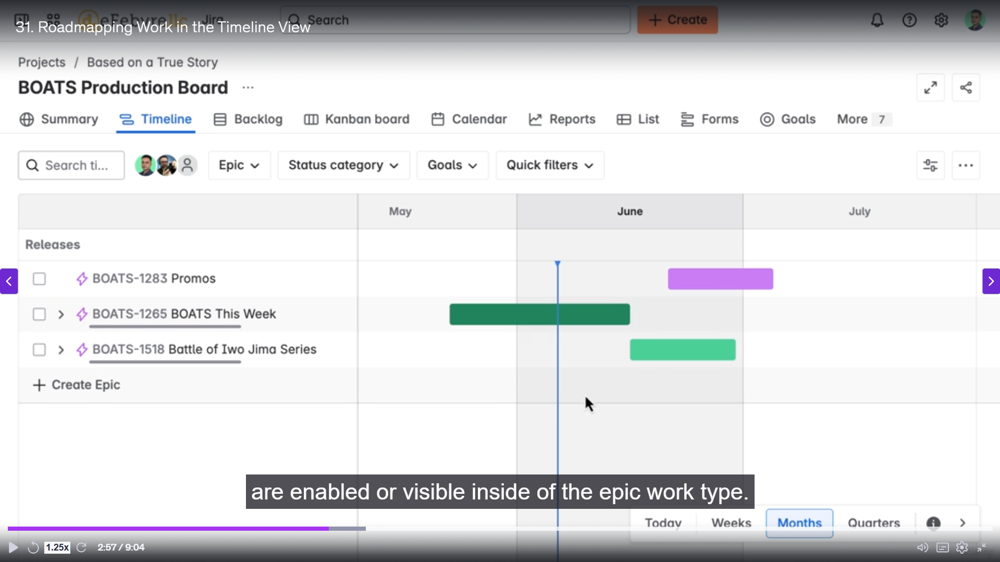 31. Roadmapping Work in the Timeline View
Jira
Search
+ Create
Projects / Based on a True Story
BOATS Production Board ...
Summary
Timeline
Backlog
Kanban board
Calendar
Reports
List
Forms
Goals
More 7
Search ti...
Epic
Status category
Goals
Quick filters
May
June
July
Releases
BOATS-1283 Promos
BOATS-1265 BOATS This Week
BOATS-1518 Battle of Iwo Jima Series
+ Create Epic
are enabled or visible inside of the epic work type.
Today
Weeks
Months
Quarters
1.25x
2:57 / 9:04